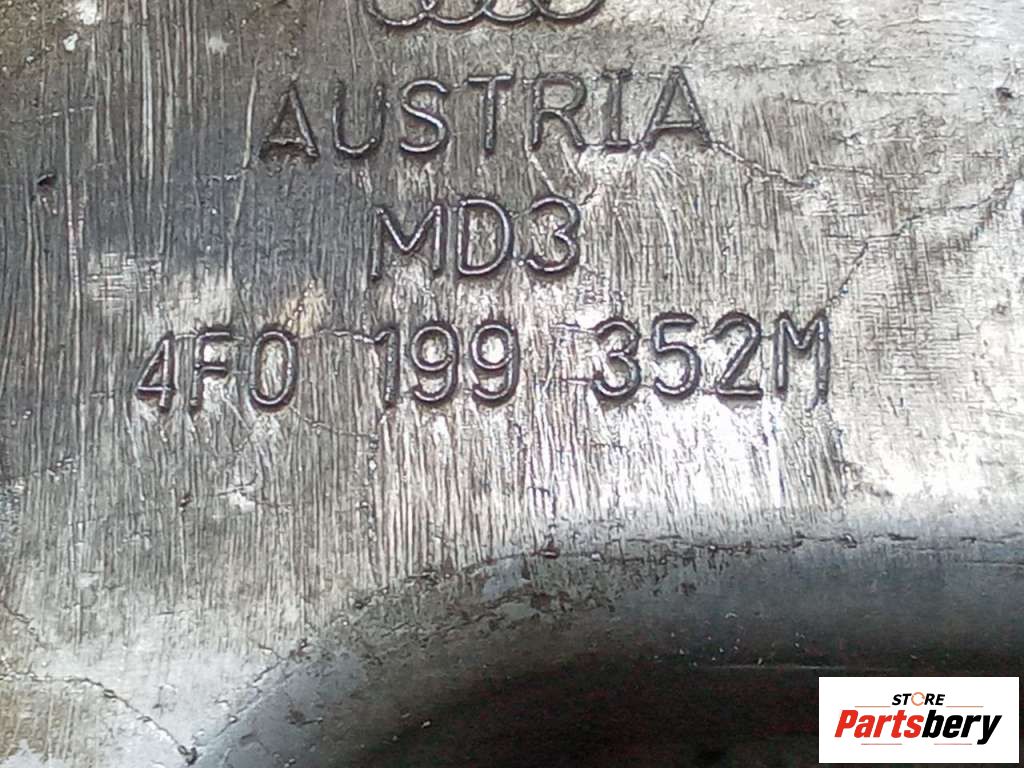 AUSTRIA
MD3
4F0 199 352M
STORE
Partsbery